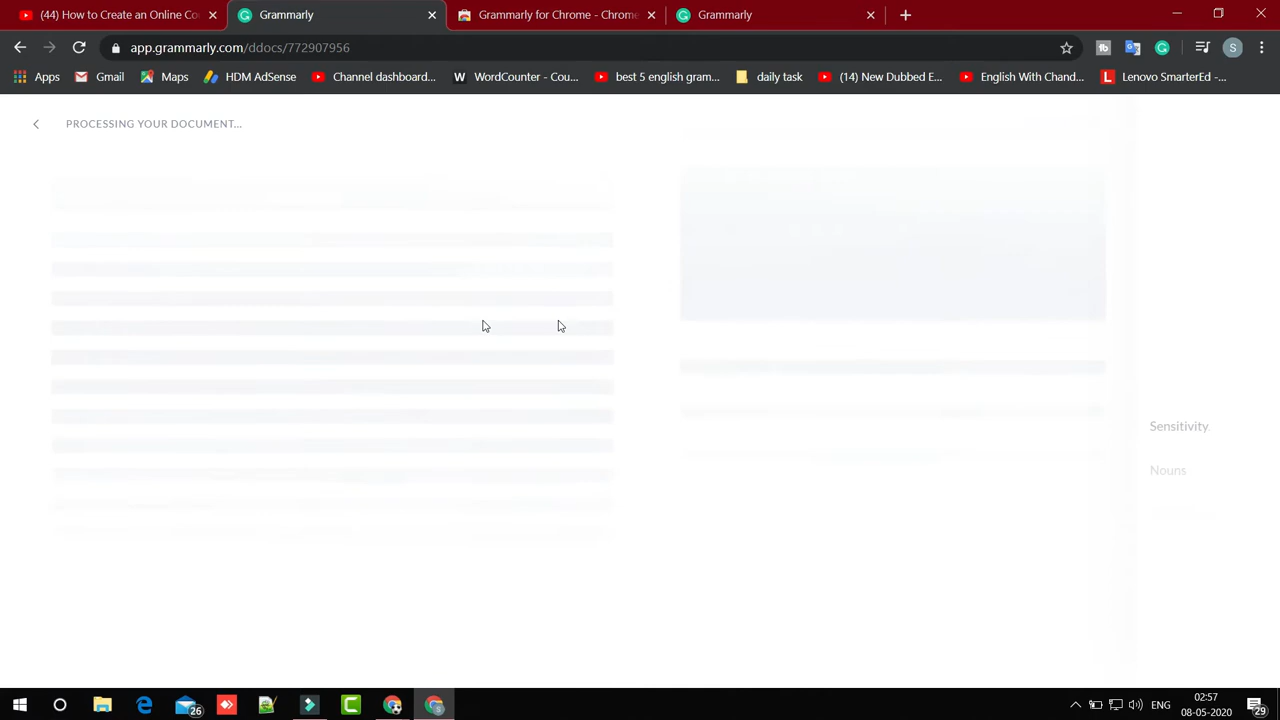 (44) How to Create an Online Co
Grammarly
Grammarly for Chrome - Chrome
Grammarly
app.grammarly.com/ddocs/772907956
Apps
Gmail
Maps
HDM AdSense
Channel dashboard...
WordCounter - Cou...
best 5 english gram...
daily task
(14) New Dubbed E...
English With Chand...
Lenovo SmarterEd -...
PROCESSING YOUR DOCUMENT...
Sensitivity
Nouns
26
ENG
02:57
08-05-2020
29